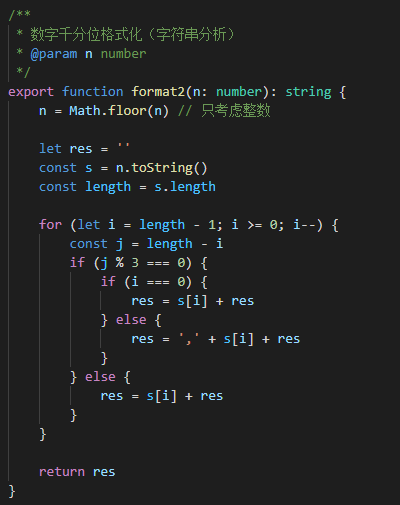 /**
 * 数字千分位格式化（字符串分析）
 * @param n number
 */
export function format2(n: number): string {
    n = Math.floor(n) // 只考虑整数

    let res = ''
    const s = n.toString()
    const length = s.length

    for (let i = length - 1; i >= 0; i--) {
        const j = length - i
        if (j % 3 === 0) {
            if (i === 0) {
                res = s[i] + res
            } else {
                res = ',' + s[i] + res
            }
        } else {
            res = s[i] + res
        }
    }

    return res
}